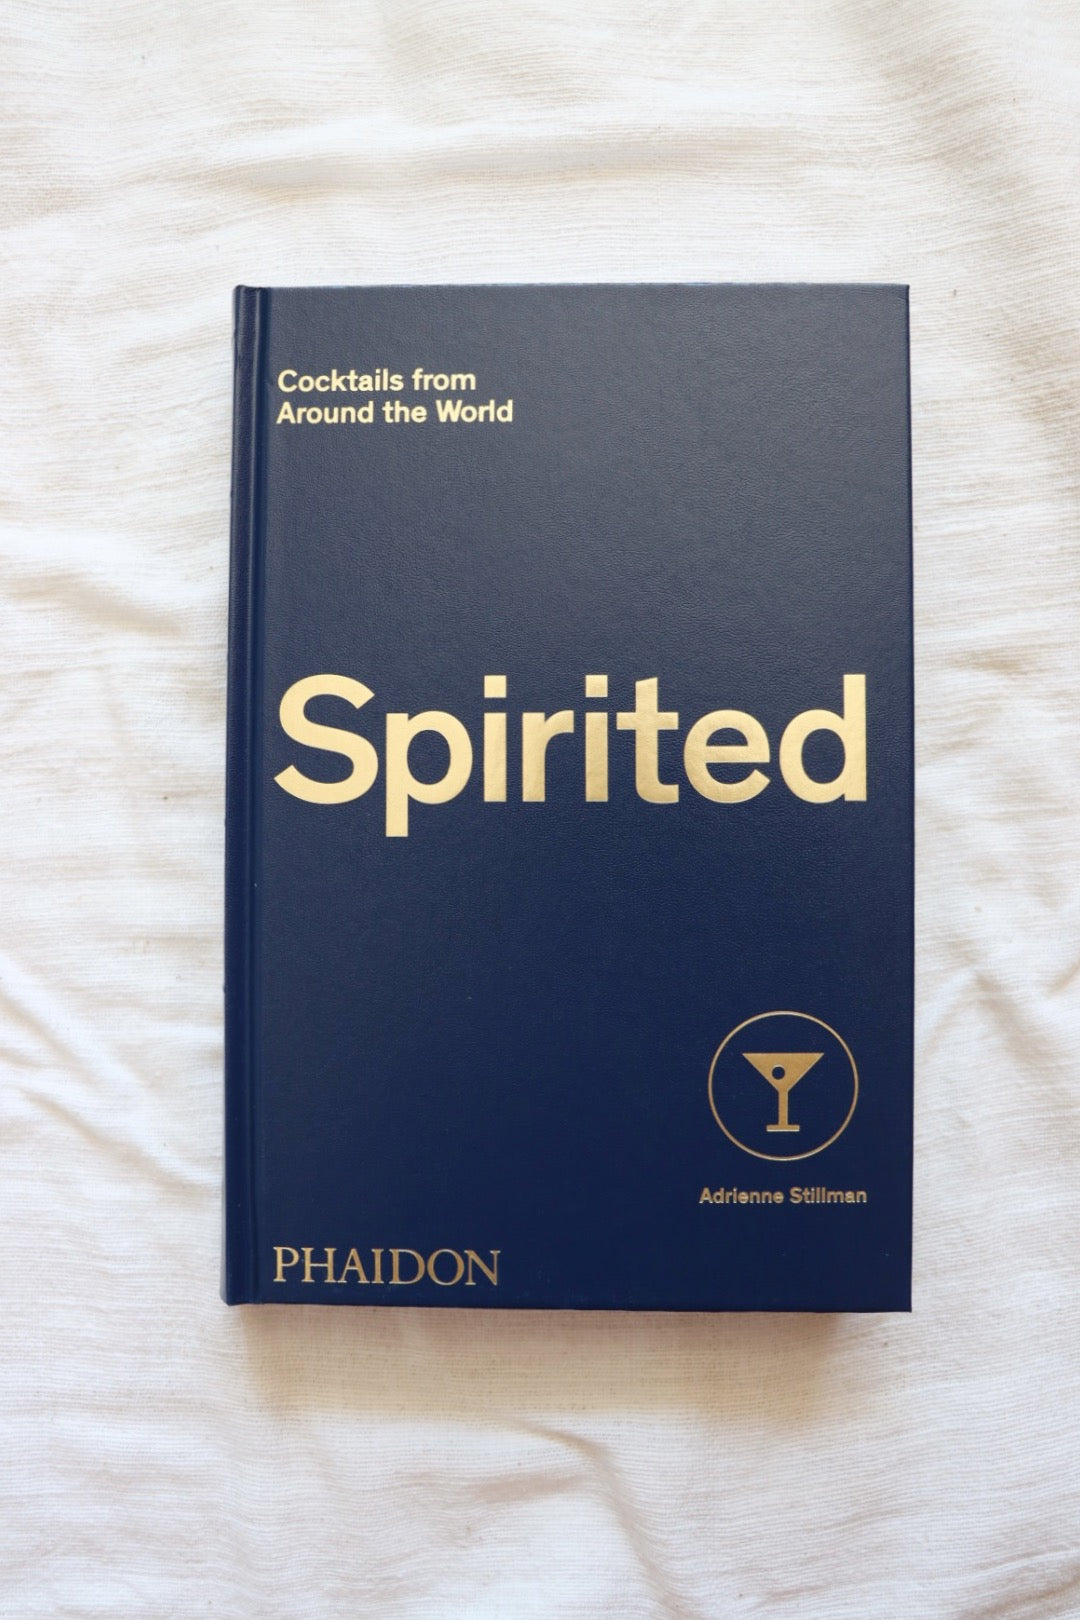 Cocktails from
Around the World
Spirited
Adrienne Stillman
PHAIDON